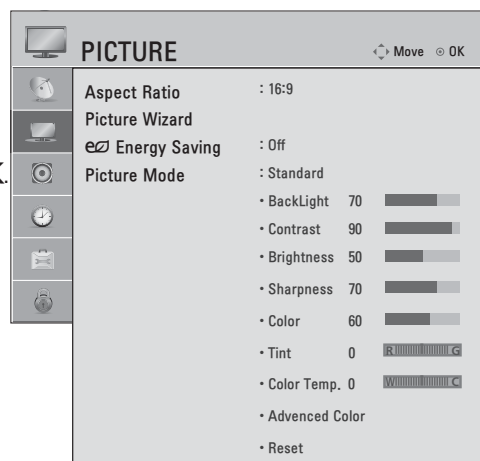 PICTURE
Move OK
Aspect Ratio : 16:9
Picture Wizard
Energy Saving : Off
Picture Mode : Standard
• BackLight 70
• Contrast 90
• Brightness 50
• Sharpness 70
• Color 60
• Tint 0 R G
• Color Temp. 0 W C
• Advenced Color
• Reset